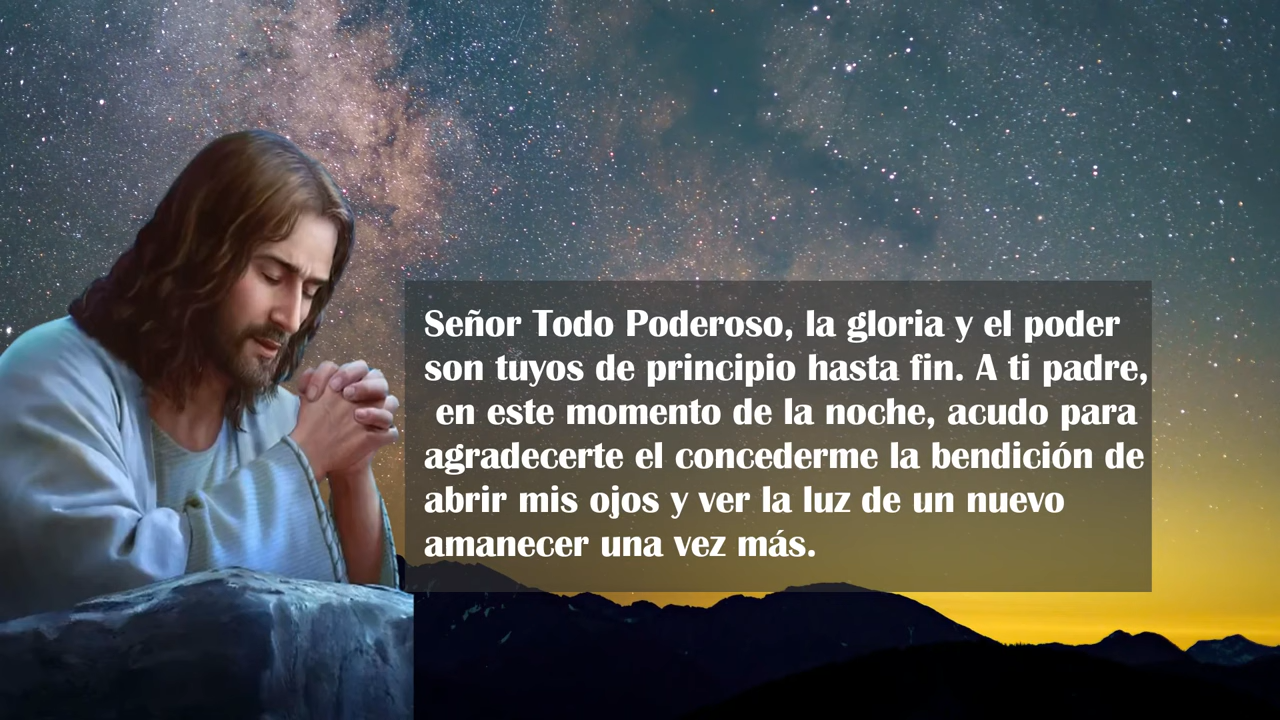 Señor Todo Poderoso, la gloria y el poder
son tuyos de principio hasta fin. A ti padre,
en este momento de la noche, acudo para
agradecerte el concederme la bendición de
abrir mis ojos y ver la luz de un nuevo
amanecer una vez más.